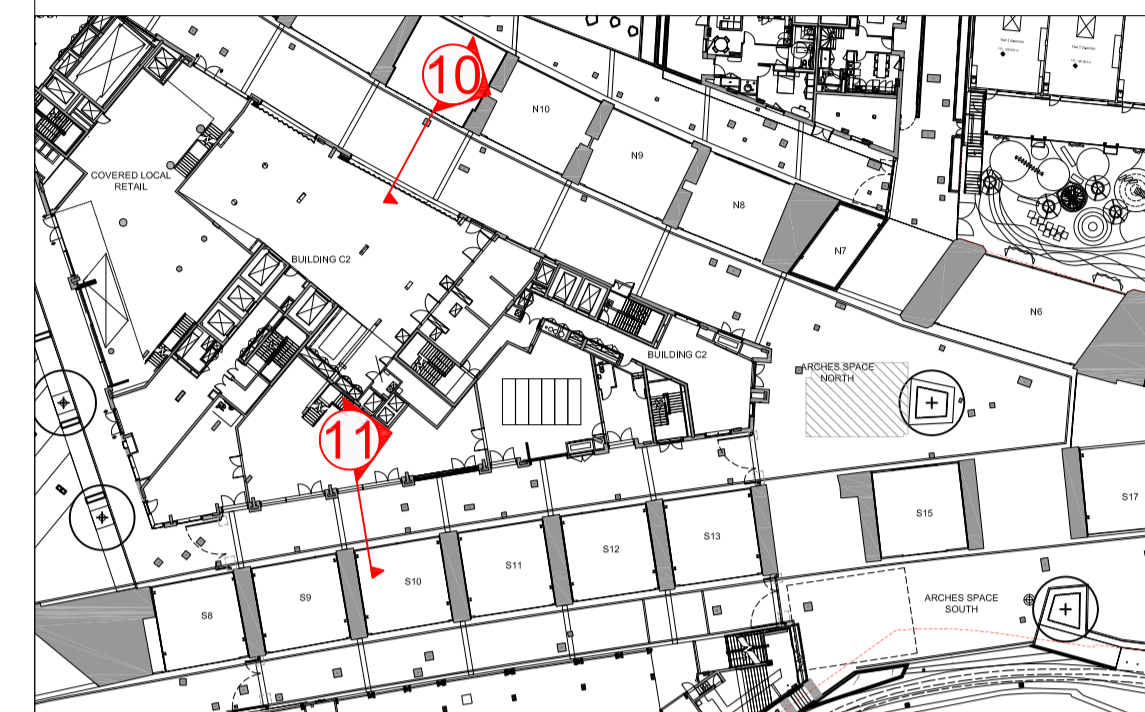 10
N10
N9
COVERED LOCAL
RETAIL
N8
N7
BUILDING C2
N6
BUILDING C2
ARCHES SPACE
NORTH
11
S17
S15
S13
S12
S11
S10
S9
S8
ARCHES SPACE
SOUTH